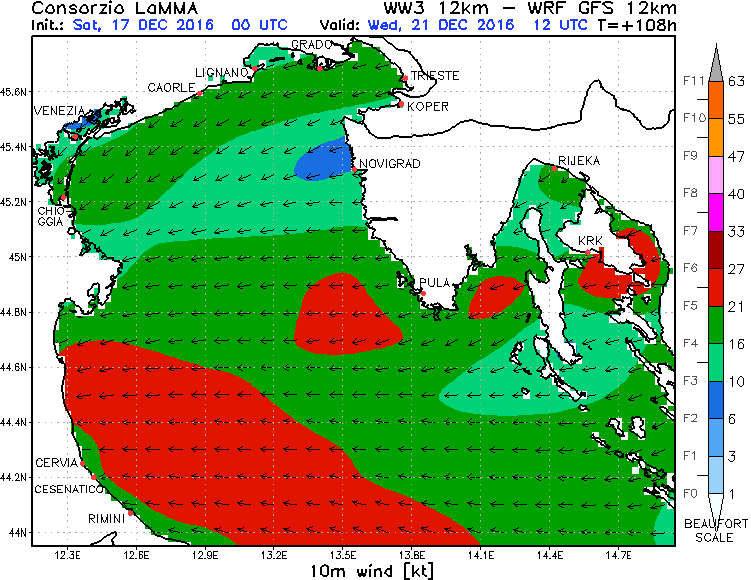 Consorzio LaMMA WW3 12km – WRF GFS 12km
Init.: Sat, 17 DEC 2016 00 UTC Valid: Wed, 21 DEC 2016 12 UTC T=+108h
GRADO
LIGNANO
TRIESTE
CAORLE
KOPER
VENEZIA
NOVIGRAD
RIJEKA
CHIO-
GGIA
KRK
PULA
CERVIA
CESENATICO
RIMINI
45.6N
45.4N
45.2N
45N
44.8N
44.6N
44.4N
44.2N
44N
12.3E 12.6E 12.9E 13.2E 13.5E 13.8E 14.1E 14.4E 14.7E
10m wind [kt]
F11 63
F10 55
F9 47
F8 40
F7 33
F6 27
F5 21
F4 16
F3 10
F2 6
F1 3
F0 1
BEAUFORT
SCALE